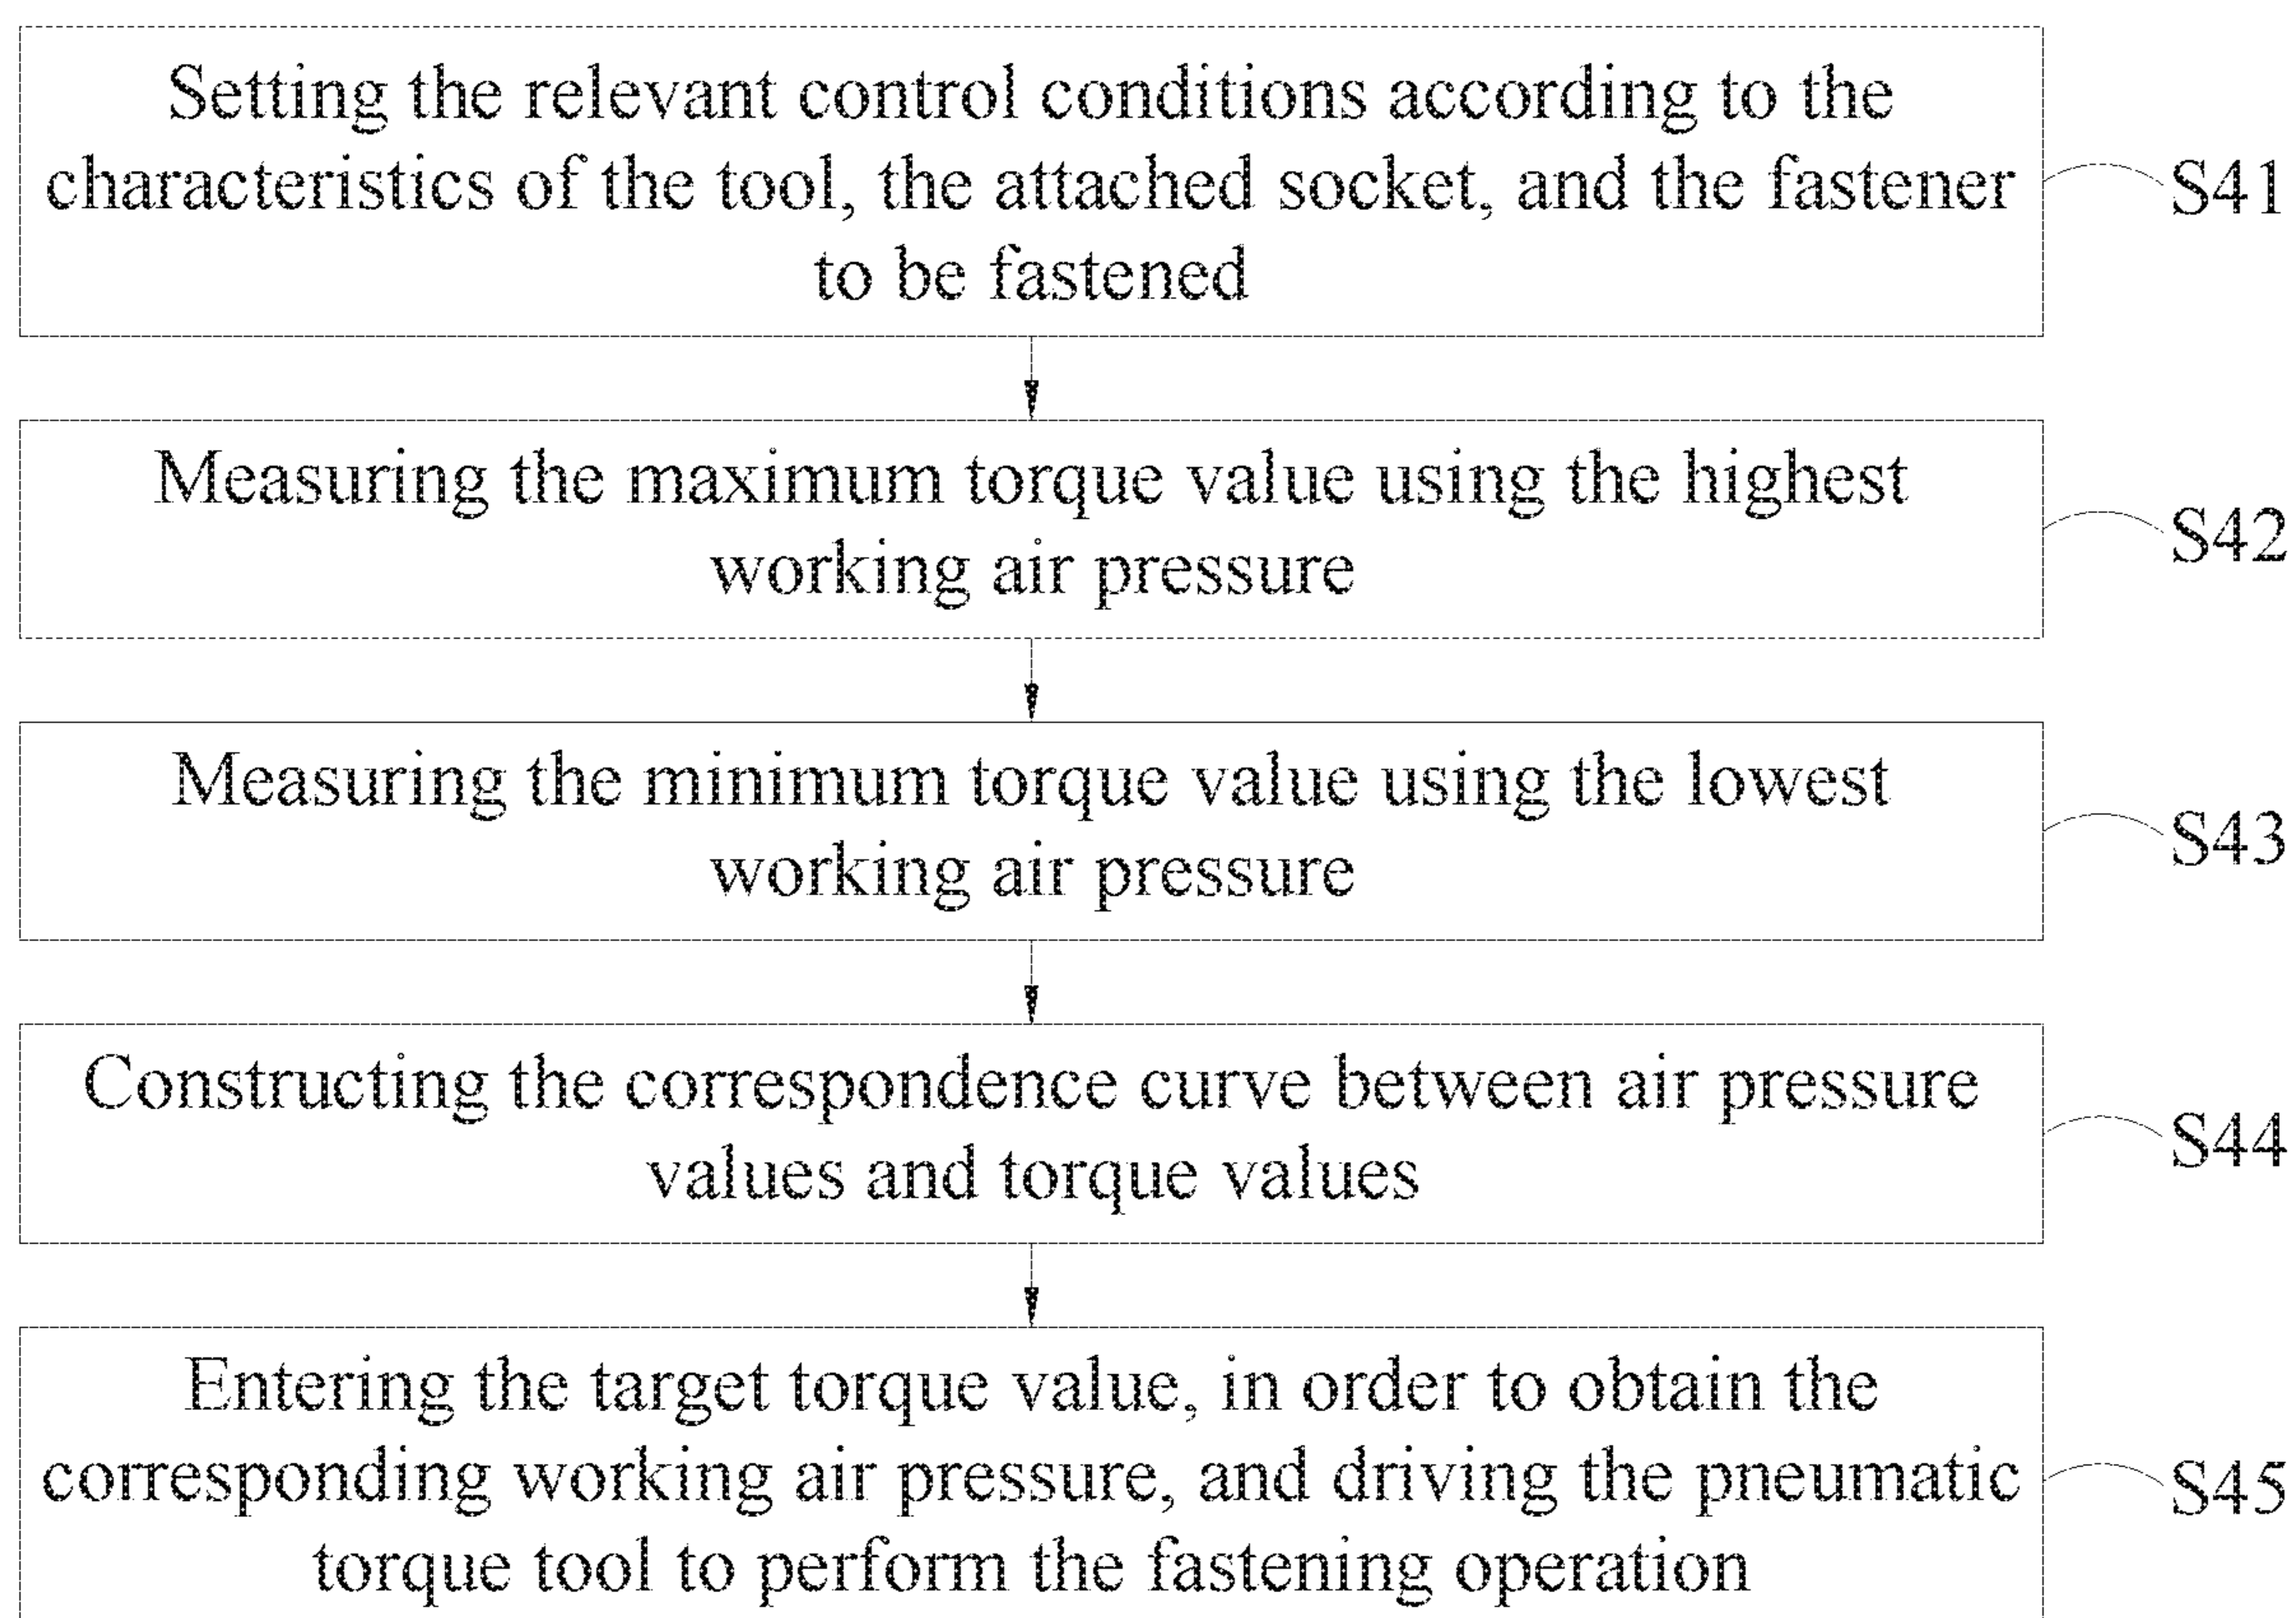 Setting the relevant control conditions according to the
characteristics of the tool, the attached socket, and the fastener
to be fastened
S41
Measuring the maximum torque value using the highest
working air pressure
S42
Measuring the minimum torque value using the lowest
working air pressure
S43
Constructing the correspondence curve between air pressure
values and torque values
S44
Entering the target torque value, in order to obtain the
corresponding working air pressure, and driving the pneumatic
torque tool to perform the fastening operation
S45